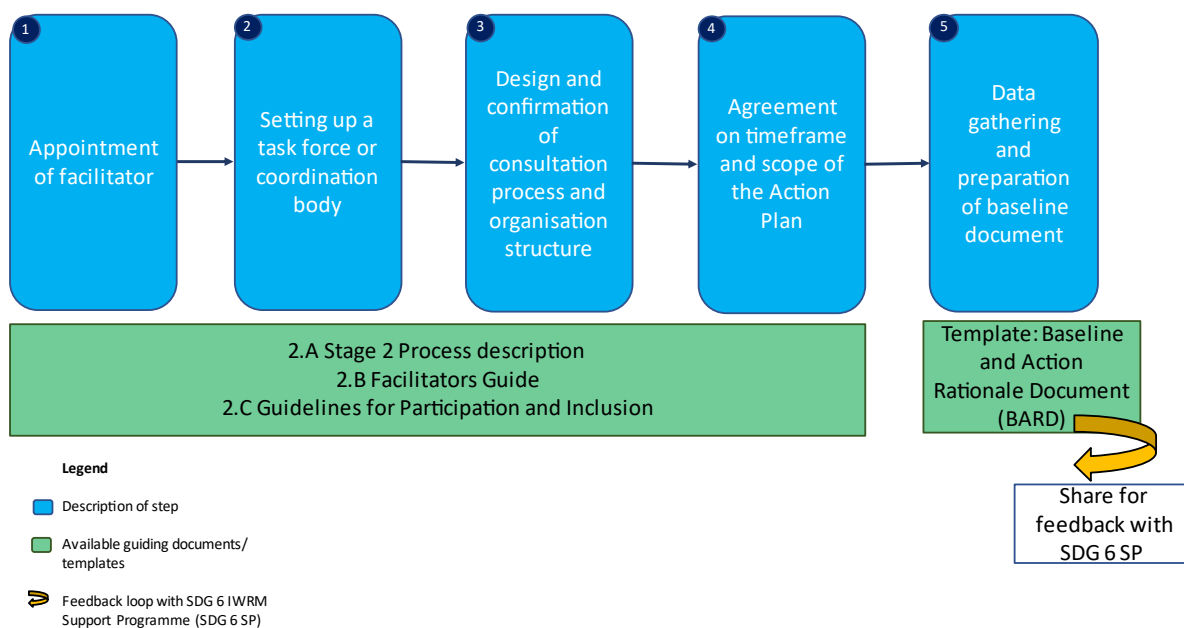 1
Appointment
of facilitator
2
Setting up a
task force or
coordination
body
3
Design and
confirmation
of
consultation
process and
organisation
structure
4
Agreement
on timeframe
and scope of
the Action
Plan
5
Data
gathering
and
preparation
of baseline
document
2.A Stage 2 Process description
2.B Facilitators Guide
2.C Guidelines for Participation and Inclusion
Template: Baseline
and Action
Rationale Document
(BARD)
Share for
feedback with
SDG 6 SP
Legend
Description of step
Available guiding documents/
templates
Feedback loop with SDG 6 IWRM
Support Programme (SDG 6 SP)